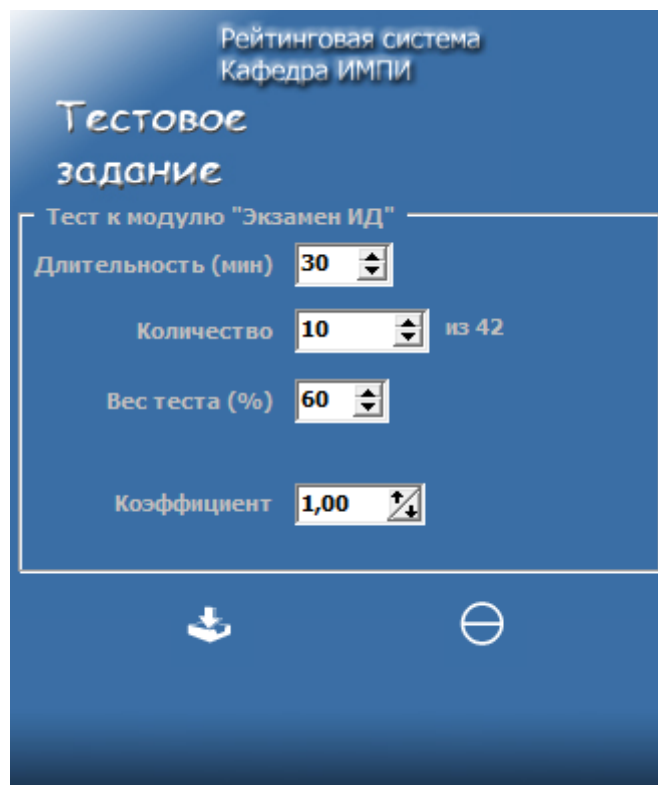 Рейтинговая система
Кафедра ИМПИ
Тестовое
задание
Тест к модулю "Экзамен ИД"
Длительность (мин) 30
Количество 10 из 42
Вес теста (%) 60
Коэффициент 1,00